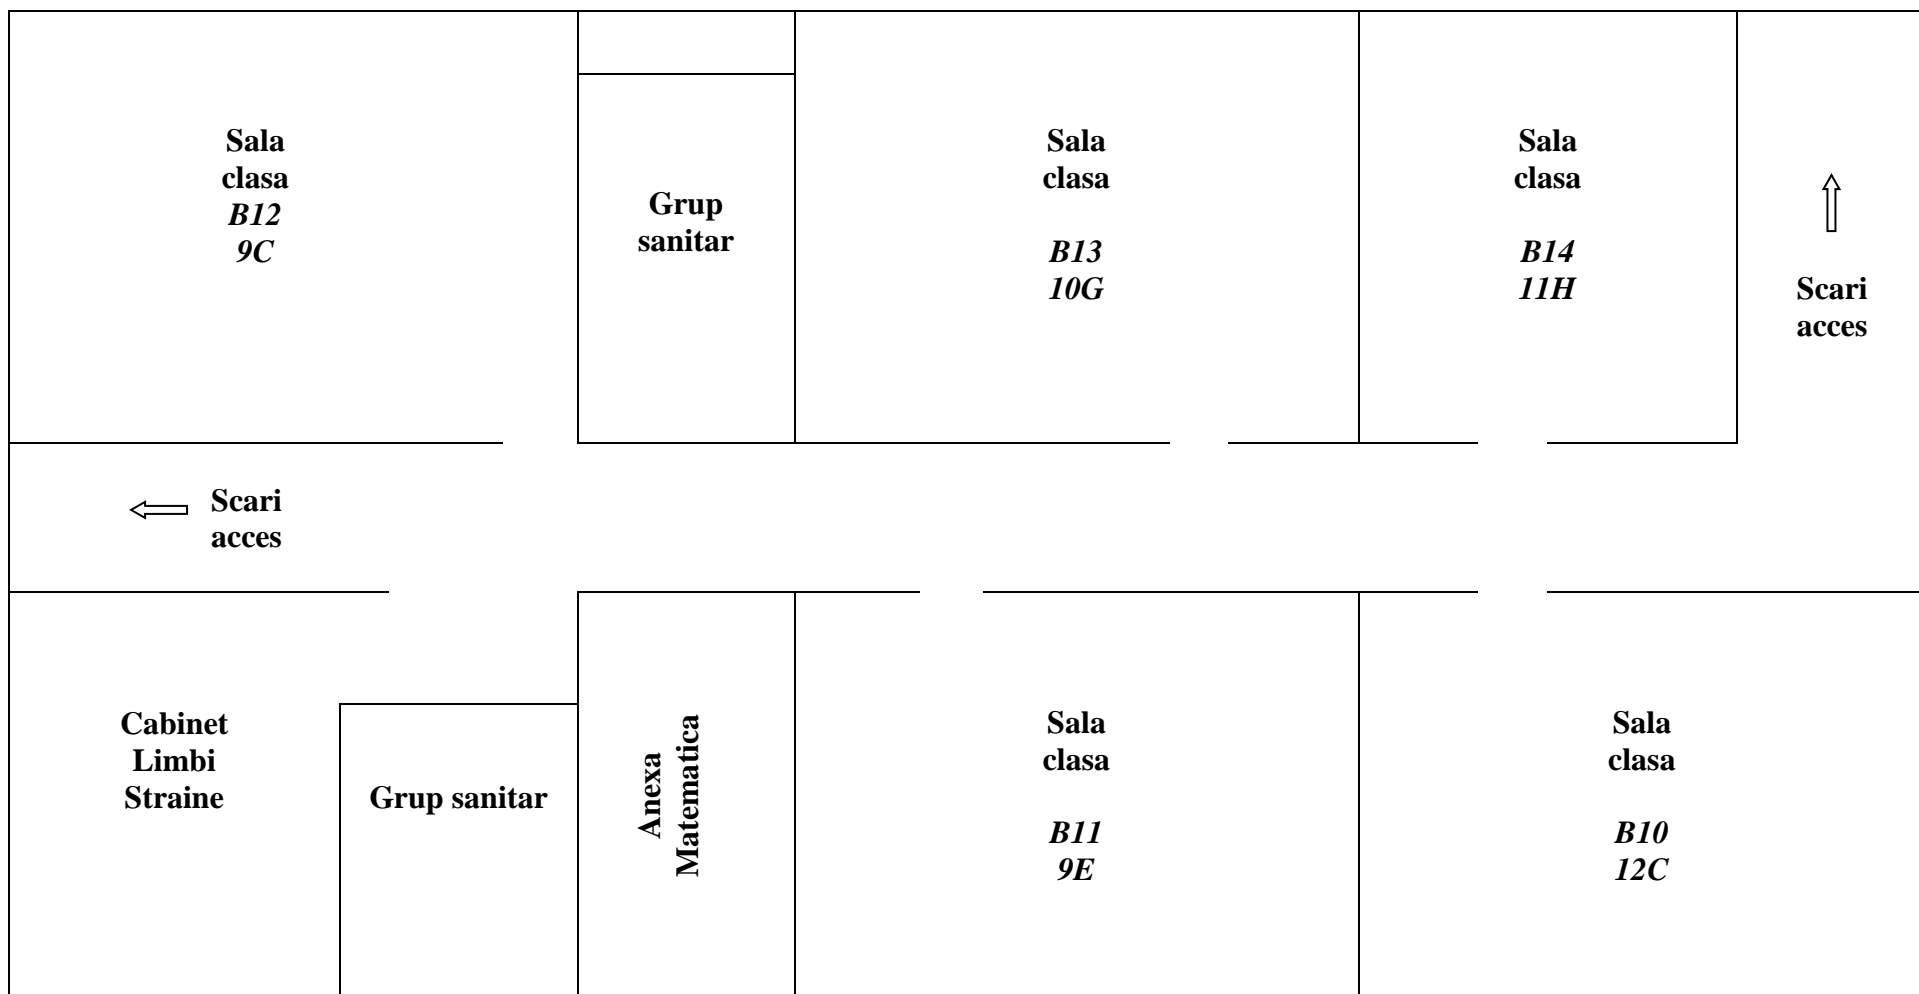 Sala
clasa
B12
9C
Grup
sanitar
Sala
clasa
B13
10G
Sala
clasa
B14
11H
Scari
acces
Scari
acces
Cabinet
Limbi
Straine
Grup sanitar
Anexa
Matematica
Sala
clasa
B11
9E
Sala
clasa
B10
12C